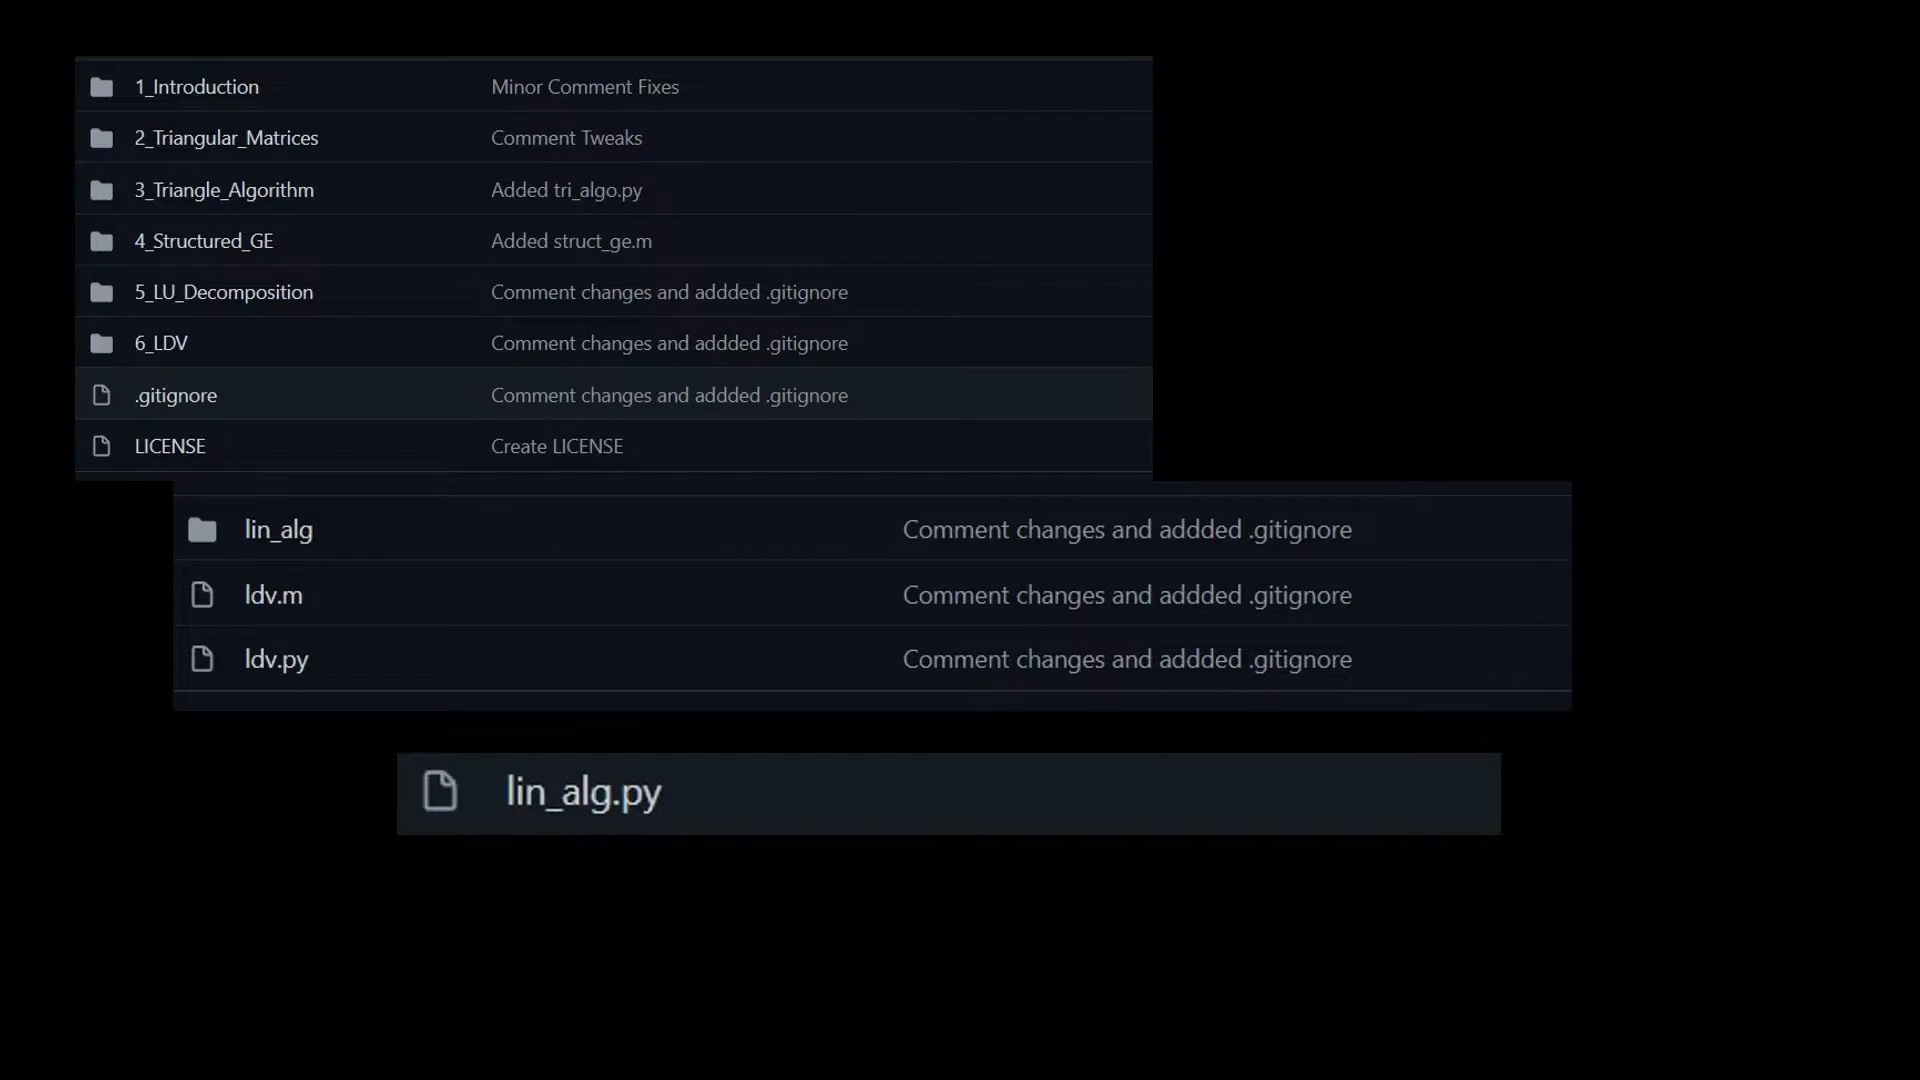 1_Introduction Minor Comment Fixes
2_Triangular_Matrices Comment Tweaks
3_Triangle_Algorithm Added tri_algo.py
4_Structured_GE Added struct_ge.m
5_LU_Decomposition Comment changes and addded .gitignore
6_LDV Comment changes and addded .gitignore
.gitignore Comment changes and addded .gitignore
LICENSE Create LICENSE
lin_alg Comment changes and addded .gitignore
ldv.m Comment changes and addded .gitignore
ldv.py Comment changes and addded .gitignore
lin_alg.py